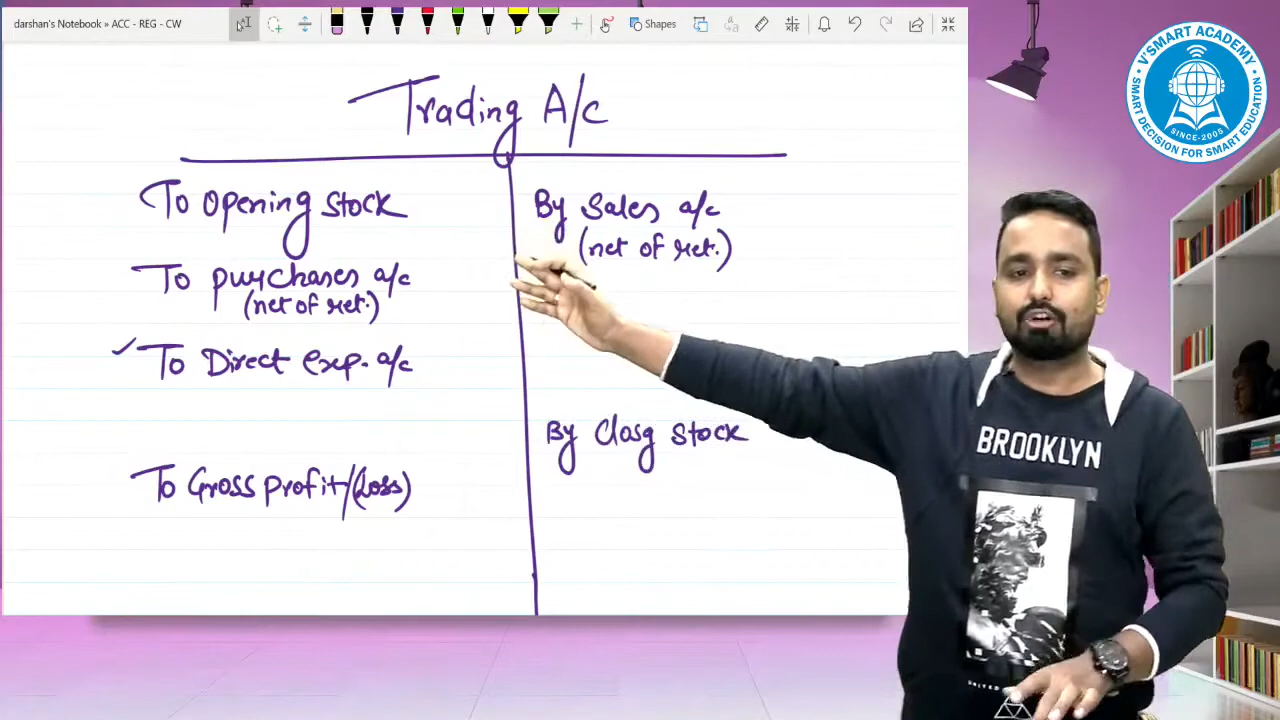 darshan's Notebook » ACC - REG - CW
Shapes
Trading A/c
To Opening stock
To purchases a/c
(net of ret.)
To Direct exp. a/c
To Gross profit/(Loss)
By Sales a/c
(net of ret.)
By Closg stock
V'SMART ACADEMY
SINCE-2005
SMART DECISION FOR SMART EDUCATION
BROOKLYN
UNITED